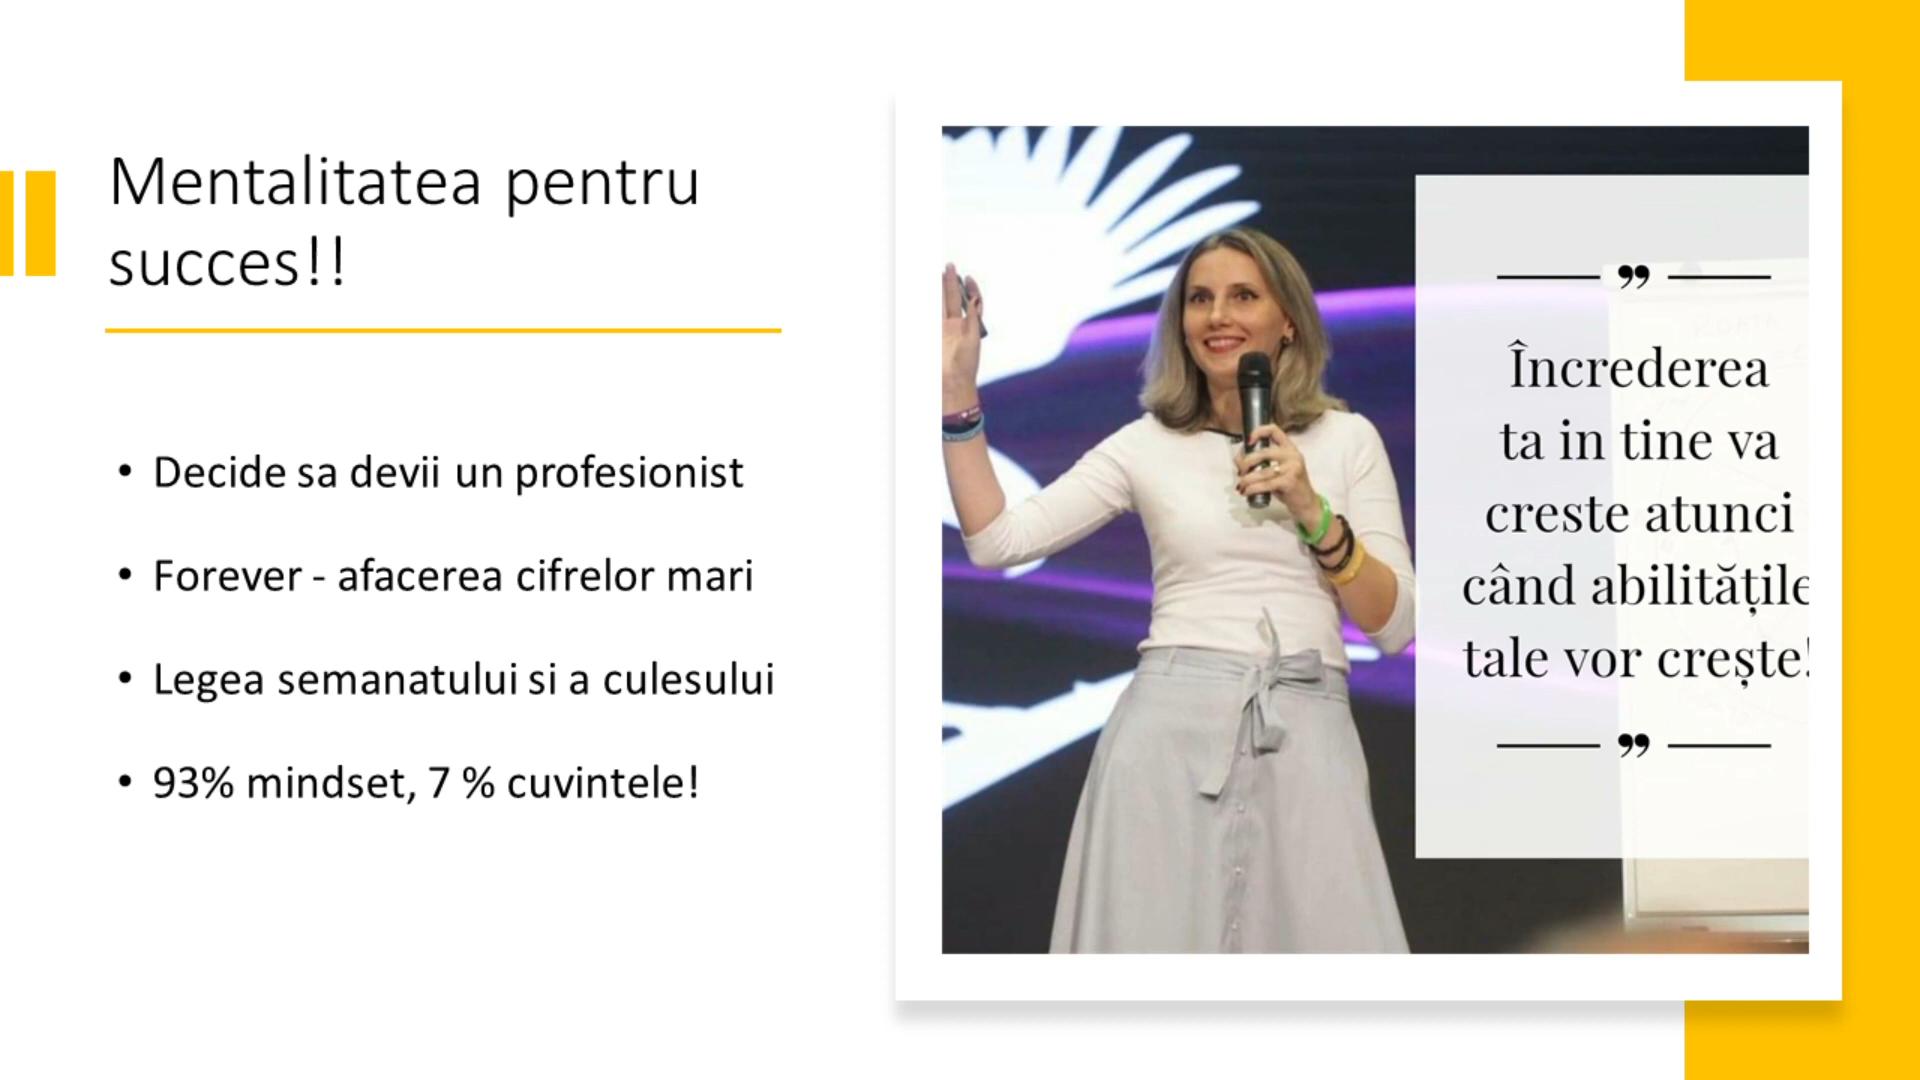 Mentalitatea pentru
succes!!
• Decide sa devii un profesionist
• Forever - afacerea cifrelor mari
• Legea semanatului si a culesului
• 93% mindset, 7 % cuvintele!
Încrederea
ta in tine va
creste atunci
când abilitățile
tale vor crește!